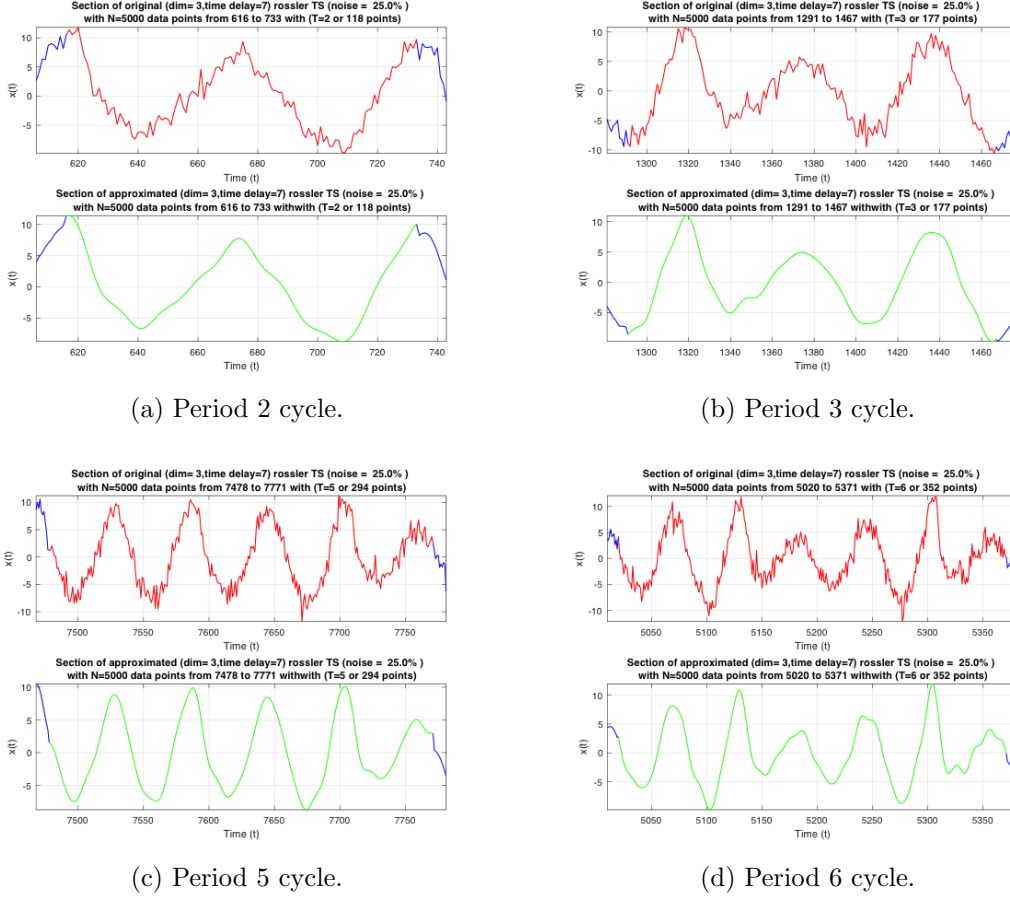 Section of original (dim= 3,time delay=7) rossler TS (noise =  25.0% )
with N=5000 data points from 616 to 733 with (T=2 or 118 points)
10
5
0
-5
x(t)
620 640 660 680 700 720 740
Time (t)
Section of approximated (dim= 3,time delay=7) rossler TS (noise =  25.0% )
with N=5000 data points from 616 to 733 withwith (T=2 or 118 points)
10
5
0
-5
x(t)
620 640 660 680 700 720 740
Time (t)
(a) Period 2 cycle.
Section of original (dim= 3,time delay=7) rossler TS (noise =  25.0% )
with N=5000 data points from 1291 to 1467 with (T=3 or 177 points)
10
5
0
-5
-10
x(t)
1300 1320 1340 1360 1380 1400 1420 1440 1460
Time (t)
Section of approximated (dim= 3,time delay=7) rossler TS (noise =  25.0% )
with N=5000 data points from 1291 to 1467 withwith (T=3 or 177 points)
10
5
0
-5
x(t)
1300 1320 1340 1360 1380 1400 1420 1440 1460
Time (t)
(b) Period 3 cycle.
Section of original (dim= 3,time delay=7) rossler TS (noise =  25.0% )
with N=5000 data points from 7478 to 7771 with (T=5 or 294 points)
10
5
0
-5
-10
x(t)
7500 7550 7600 7650 7700 7750
Time (t)
Section of approximated (dim= 3,time delay=7) rossler TS (noise =  25.0% )
with N=5000 data points from 7478 to 7771 withwith (T=5 or 294 points)
10
5
0
-5
x(t)
7500 7550 7600 7650 7700 7750
Time (t)
(c) Period 5 cycle.
Section of original (dim= 3,time delay=7) rossler TS (noise =  25.0% )
with N=5000 data points from 5020 to 5371 with (T=6 or 352 points)
10
5
0
-5
-10
x(t)
5050 5100 5150 5200 5250 5300 5350
Time (t)
Section of approximated (dim= 3,time delay=7) rossler TS (noise =  25.0% )
with N=5000 data points from 5020 to 5371 withwith (T=6 or 352 points)
10
5
0
-5
x(t)
5050 5100 5150 5200 5250 5300 5350
Time (t)
(d) Period 6 cycle.